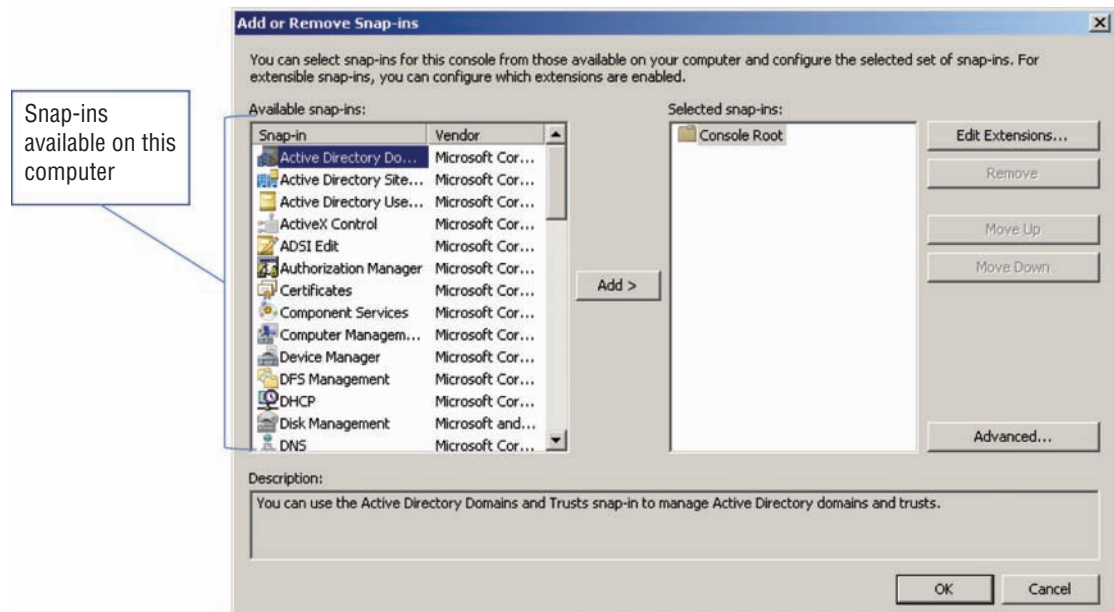 Add or Remove Snap-ins
You can select snap-ins for this console from those available on your computer and configure the selected set of snap-ins. For
extensible snap-ins, you can configure which extensions are enabled.
Snap-ins
available on this
computer
Available snap-ins:
Snap-in Vendor
Active Directory Do... Microsoft Cor...
Active Directory Site... Microsoft Cor...
Active Directory Use... Microsoft Cor...
ActiveX Control Microsoft Cor...
ADSI Edit Microsoft Cor...
Authorization Manager Microsoft Cor...
Certificates Microsoft Cor...
Component Services Microsoft Cor...
Computer Managem... Microsoft Cor...
Device Manager Microsoft Cor...
DFS Management Microsoft Cor...
DHCP Microsoft Cor...
Disk Management Microsoft and...
DNS Microsoft Cor...
Add >
Selected snap-ins:
Console Root
Edit Extensions...
Remove
Move Up
Move Down
Advanced...
Description:
You can use the Active Directory Domains and Trusts snap-in to manage Active Directory domains and trusts.
OK
Cancel